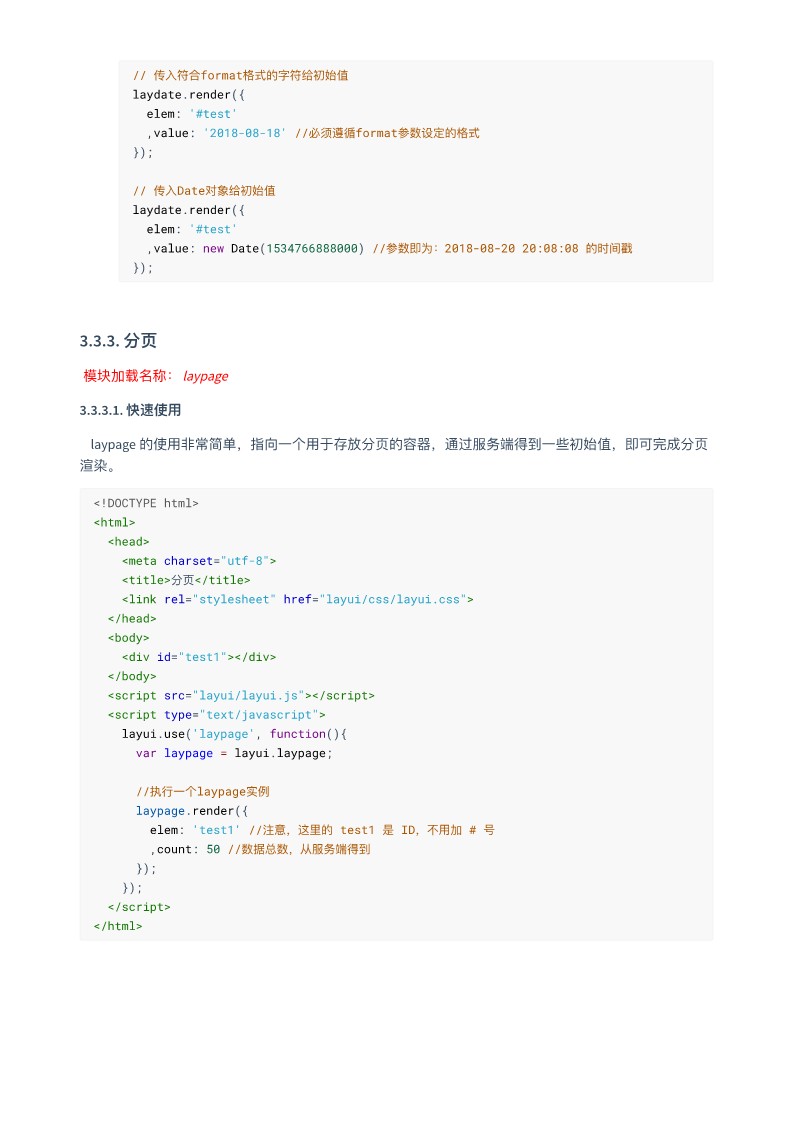 // 传入符合format格式的字符给初始值
laydate.render({
  elem: '#test'
  ,value: '2018-08-18' //必须遵循format参数设定的格式
});

// 传入Date对象给初始值
laydate.render({
  elem: '#test'
  ,value: new Date(1534766888000) //参数即为：2018-08-20 20:08:08 的时间戳
});

3.3.3. 分页
模块加载名称： laypage
3.3.3.1. 快速使用
laypage 的使用非常简单，指向一个用于存放分页的容器，通过服务端得到一些初始值，即可完成分页
渲染。
<!DOCTYPE html>
<html>
  <head>
    <meta charset="utf-8">
    <title>分页</title>
    <link rel="stylesheet" href="layui/css/layui.css">
  </head>
  <body>
    <div id="test1"></div>
  </body>
  <script src="layui/layui.js"></script>
  <script type="text/javascript">
    layui.use('laypage', function(){
      var laypage = layui.laypage;

      //执行一个laypage实例
      laypage.render({
        elem: 'test1' //注意，这里的 test1 是 ID，不用加 # 号
        ,count: 50 //数据总数，从服务端得到
      });
    });
  </script>
</html>